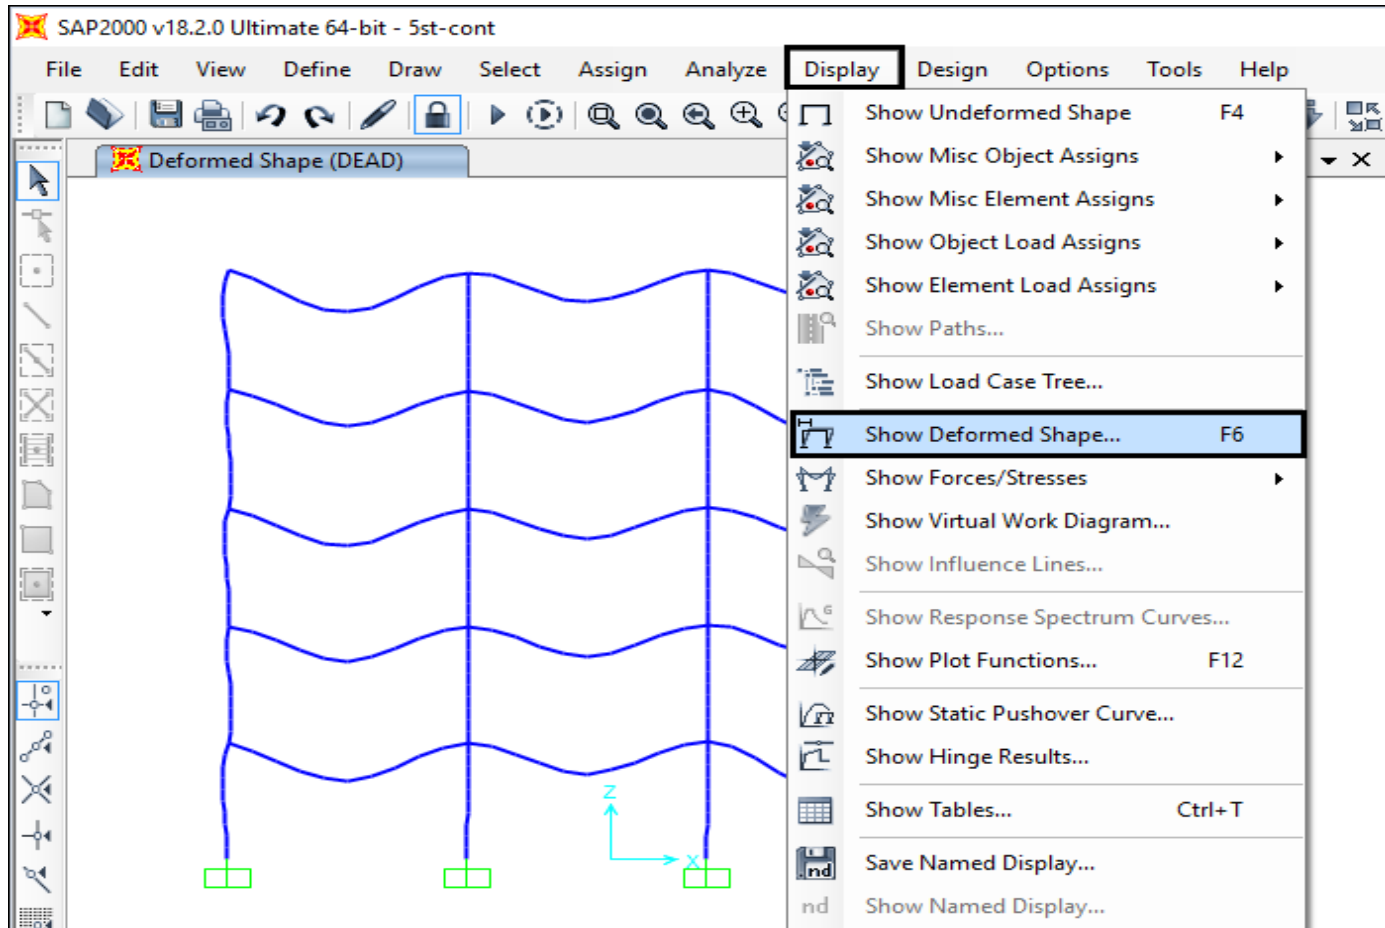 SAP2000 v18.2.0 Ultimate 64-bit - 5st-cont
File Edit View Define Draw Select Assign Analyze Display Design Options Tools Help
Deformed Shape (DEAD)
Show Undeformed Shape F4
Show Misc Object Assigns
Show Misc Element Assigns
Show Object Load Assigns
Show Element Load Assigns
Show Paths...
Show Load Case Tree...
Show Deformed Shape... F6
Show Forces/Stresses
Show Virtual Work Diagram...
Show Influence Lines...
G
Show Response Spectrum Curves...
Show Plot Functions... F12
Show Static Pushover Curve...
Show Hinge Results...
Show Tables... Ctrl+T
.nd Save Named Display...
nd Show Named Display...
Z
X